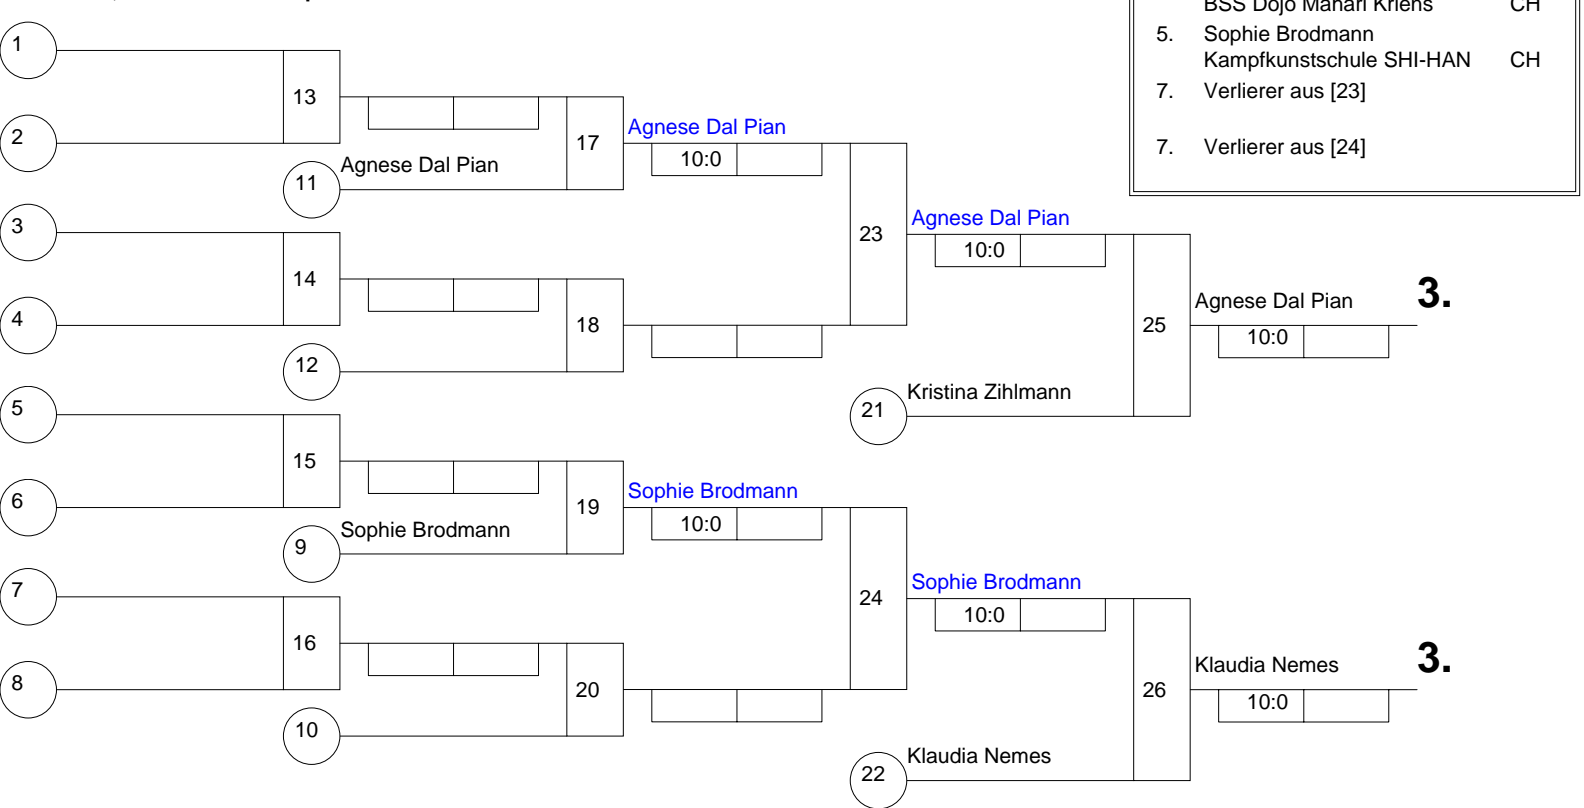 BSS Dojo Mahari Kriens CH
5. Sophie Brodmann
Kampfkunstschule SHI-HAN CH
7. Verlierer aus [23]
7. Verlierer aus [24]
1
13
2
17
Agnese Dal Pian
10:0
11
Agnese Dal Pian
3
23
Agnese Dal Pian
10:0
14
4
18
12
25
Agnese Dal Pian
3.
10:0
5
21
Kristina Zihlmann
15
6
19
Sophie Brodmann
10:0
9
Sophie Brodmann
7
24
Sophie Brodmann
10:0
16
8
20
10
26
Klaudia Nemes
3.
10:0
22
Klaudia Nemes